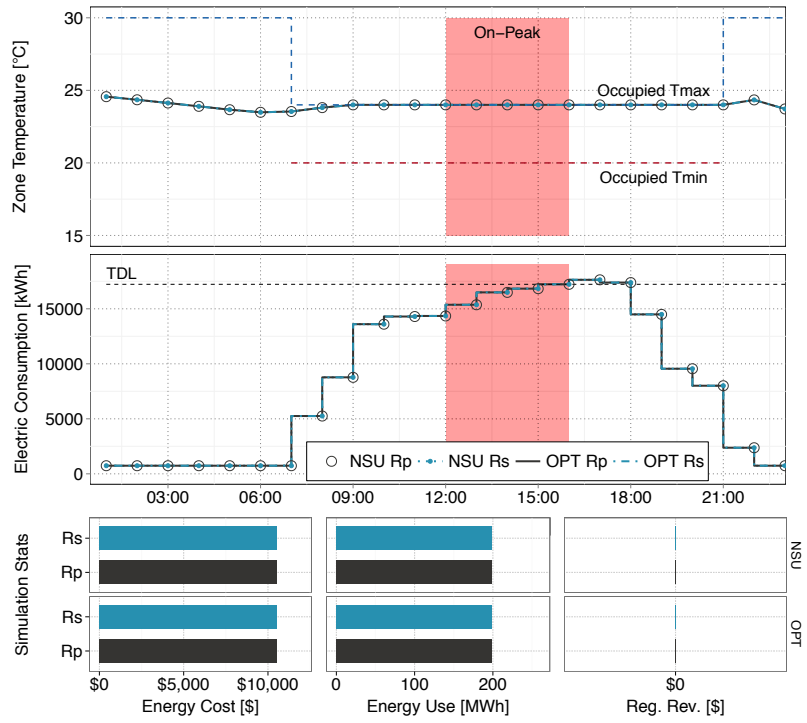 Zone Temperature [°C]
30
25
20
15
On−Peak
Occupied Tmax
Occupied Tmin
Electric Consumption [kWh]
15000
10000
5000
0
TDL
NSU Rp NSU Rs OPT Rp OPT Rs
03:00 06:00 09:00 12:00 15:00 18:00 21:00
Simulation Stats
Rs
Rp
NSU
Rs
Rp
OPT
$0 $5,000 $10,000
0 100 200
$0
Energy Cost [$]
Energy Use [MWh]
Reg. Rev. [$]